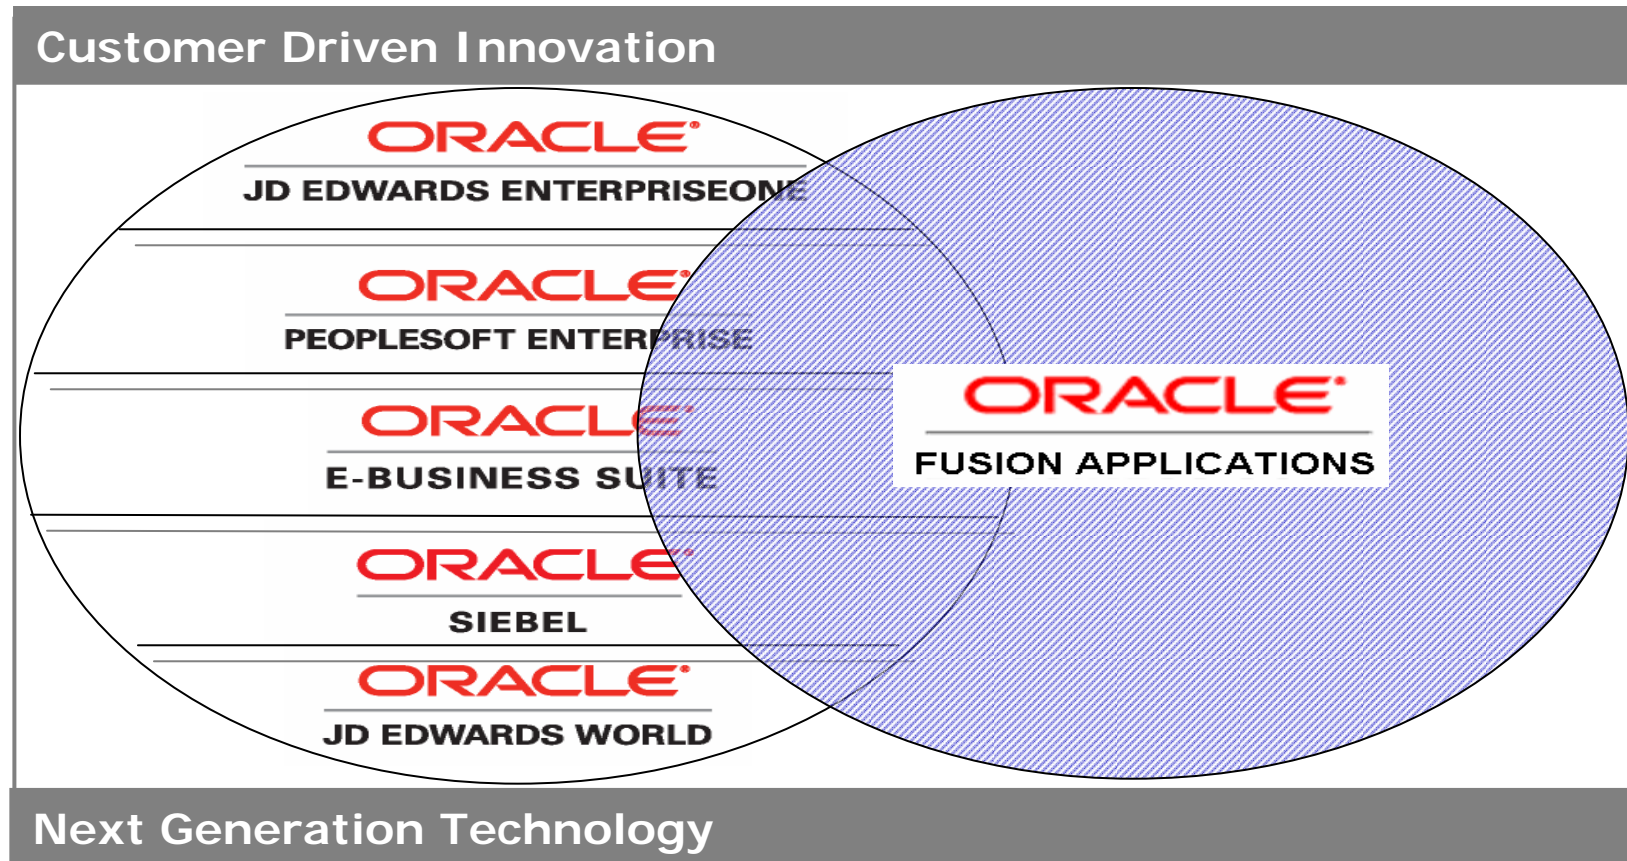 Customer Driven Innovation
ORACLE®
JD EDWARDS ENTERPRISEONE
ORACLE®
PEOPLESOFT ENTERPRISE
ORACLE®
E-BUSINESS SUITE
ORACLE®
SIEBEL
ORACLE®
JD EDWARDS WORLD
ORACLE®
FUSION APPLICATIONS
Next Generation Technology